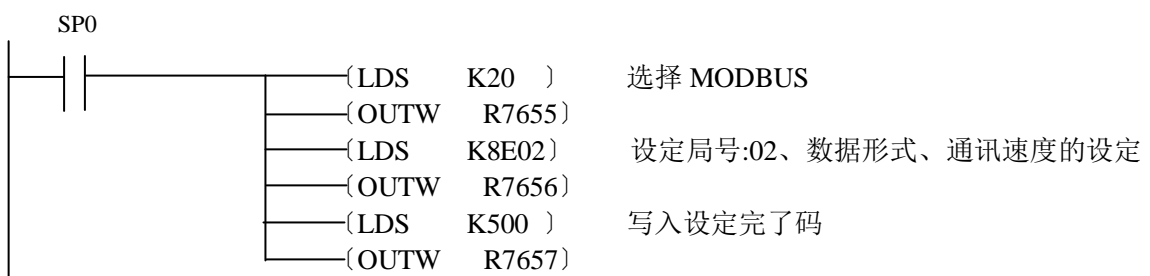 SP0
〔LDS K20 〕 选择 MODBUS
〔OUTW R7655〕
〔LDS K8E02〕 设定局号:02、数据形式、通讯速度的设定
〔OUTW R7656〕
〔LDS K500 〕 写入设定完了码
〔OUTW R7657〕